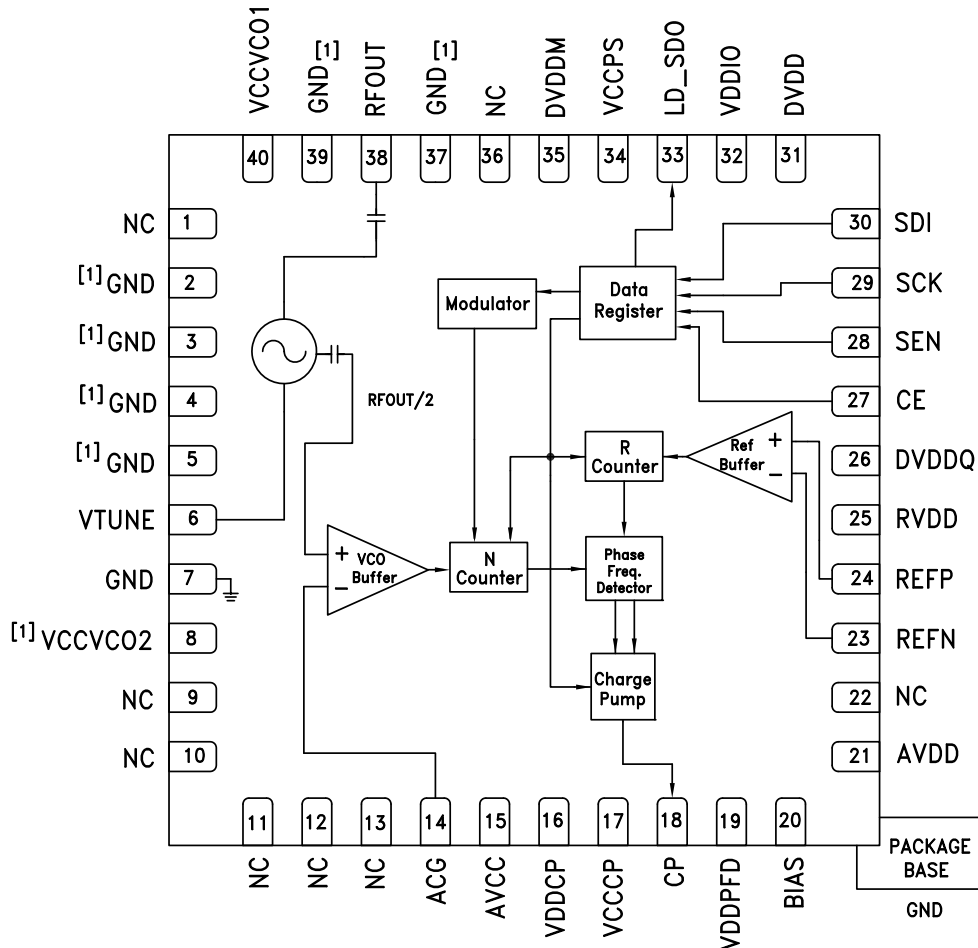 VCCVCO1
GND[1]
RFOUT
GND[1]
NC
DVDDM
VCCPS
LD_SDO
VDDIO
DVDD
40
39
38
37
36
35
34
33
32
31
NC 1
[1]GND 2
[1]GND 3
[1]GND 4
[1]GND 5
VTUNE 6
GND 7
[1]VCCVCO2 8
NC 9
NC 10
Modulator
Data
Register
RFOUT/2
R
Counter
Ref
Buffer
+
−
+
−
VCO
Buffer
N
Counter
Phase
Freq.
Detector
Charge
Pump
30 SDI
29 SCK
28 SEN
27 CE
26 DVDDQ
25 RVDD
24 REFP
23 REFN
22 NC
21 AVDD
11
12
13
14
15
16
17
18
19
20
NC
NC
NC
ACG
AVCC
VDDCP
VCCCP
CP
VDDPFD
BIAS
PACKAGE
BASE
GND